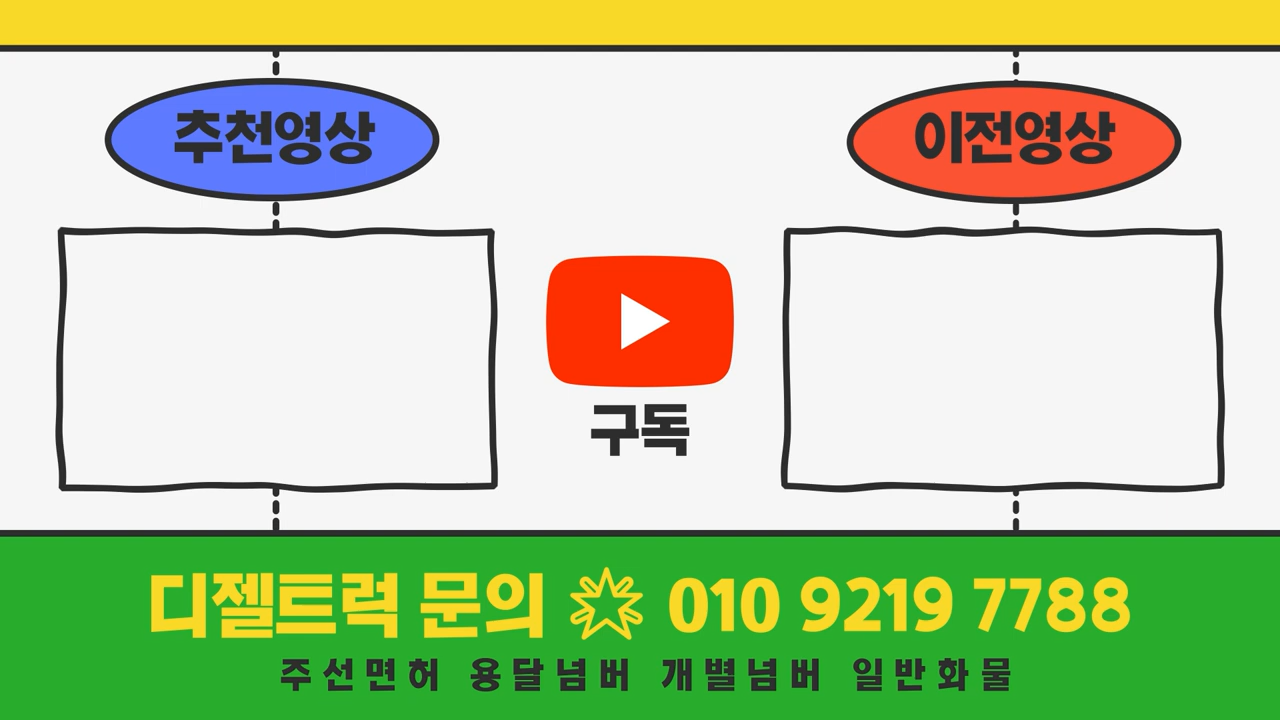 추천영상
이전영상
구독
디젤트럭 문의 010 9219 7788
주선면허 용달넘버 개별넘버 일반화물